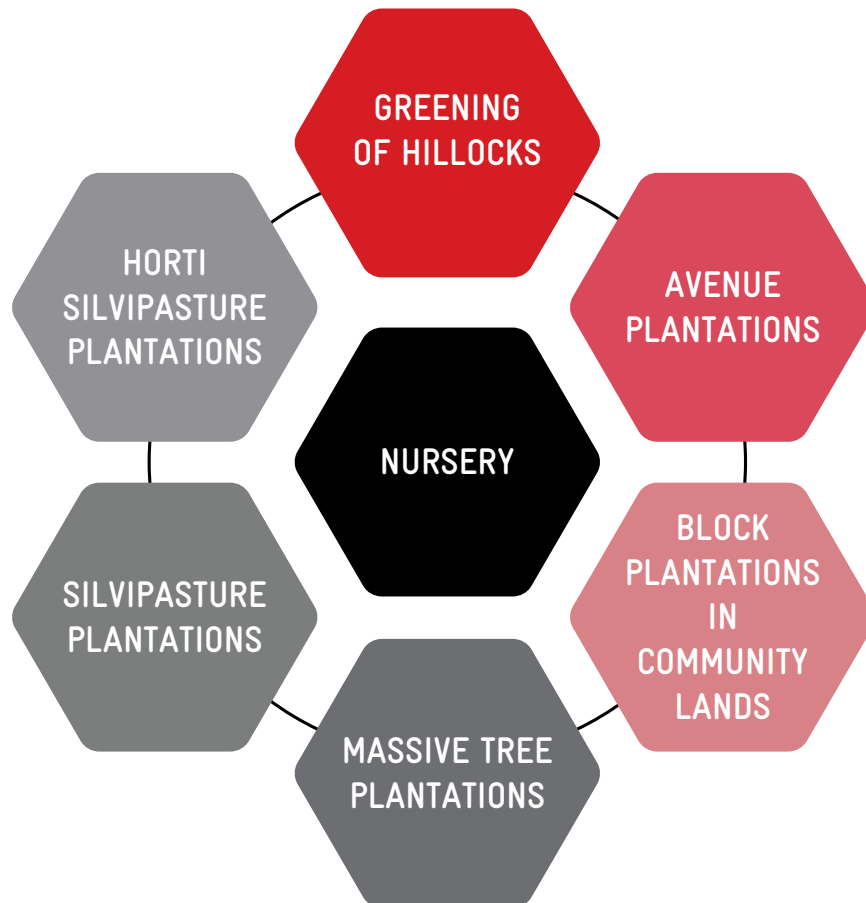 GREENING
OF HILLOCKS
AVENUE
PLANTATIONS
BLOCK
PLANTATIONS
IN
COMMUNITY
LANDS
MASSIVE TREE
PLANTATIONS
SILVIPASTURE
PLANTATIONS
HORTI
SILVIPASTURE
PLANTATIONS
NURSERY